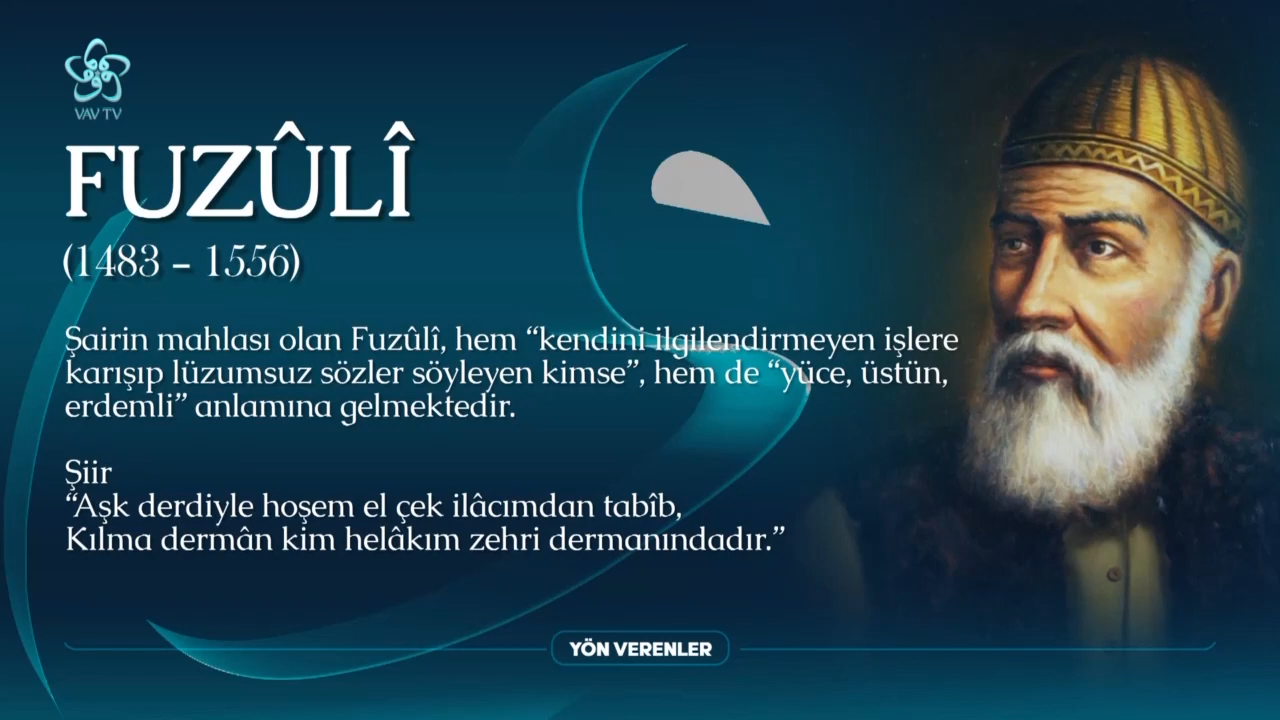 VAV TV
FUZÛLÎ
(1483 – 1556)
Şairin mahlası olan Fuzûlî, hem “kendini ilgilendirmeyen işlere
karışıp lüzumsuz sözler söyleyen kimse”, hem de “yüce, üstün,
erdemli” anlamına gelmektedir.
Şiir
“Aşk derdiyle hoşem el çek ilâcımdan tabîb,
Kılma dermân kim helâkım zehri dermanındadır.”
YÖN VERENLER